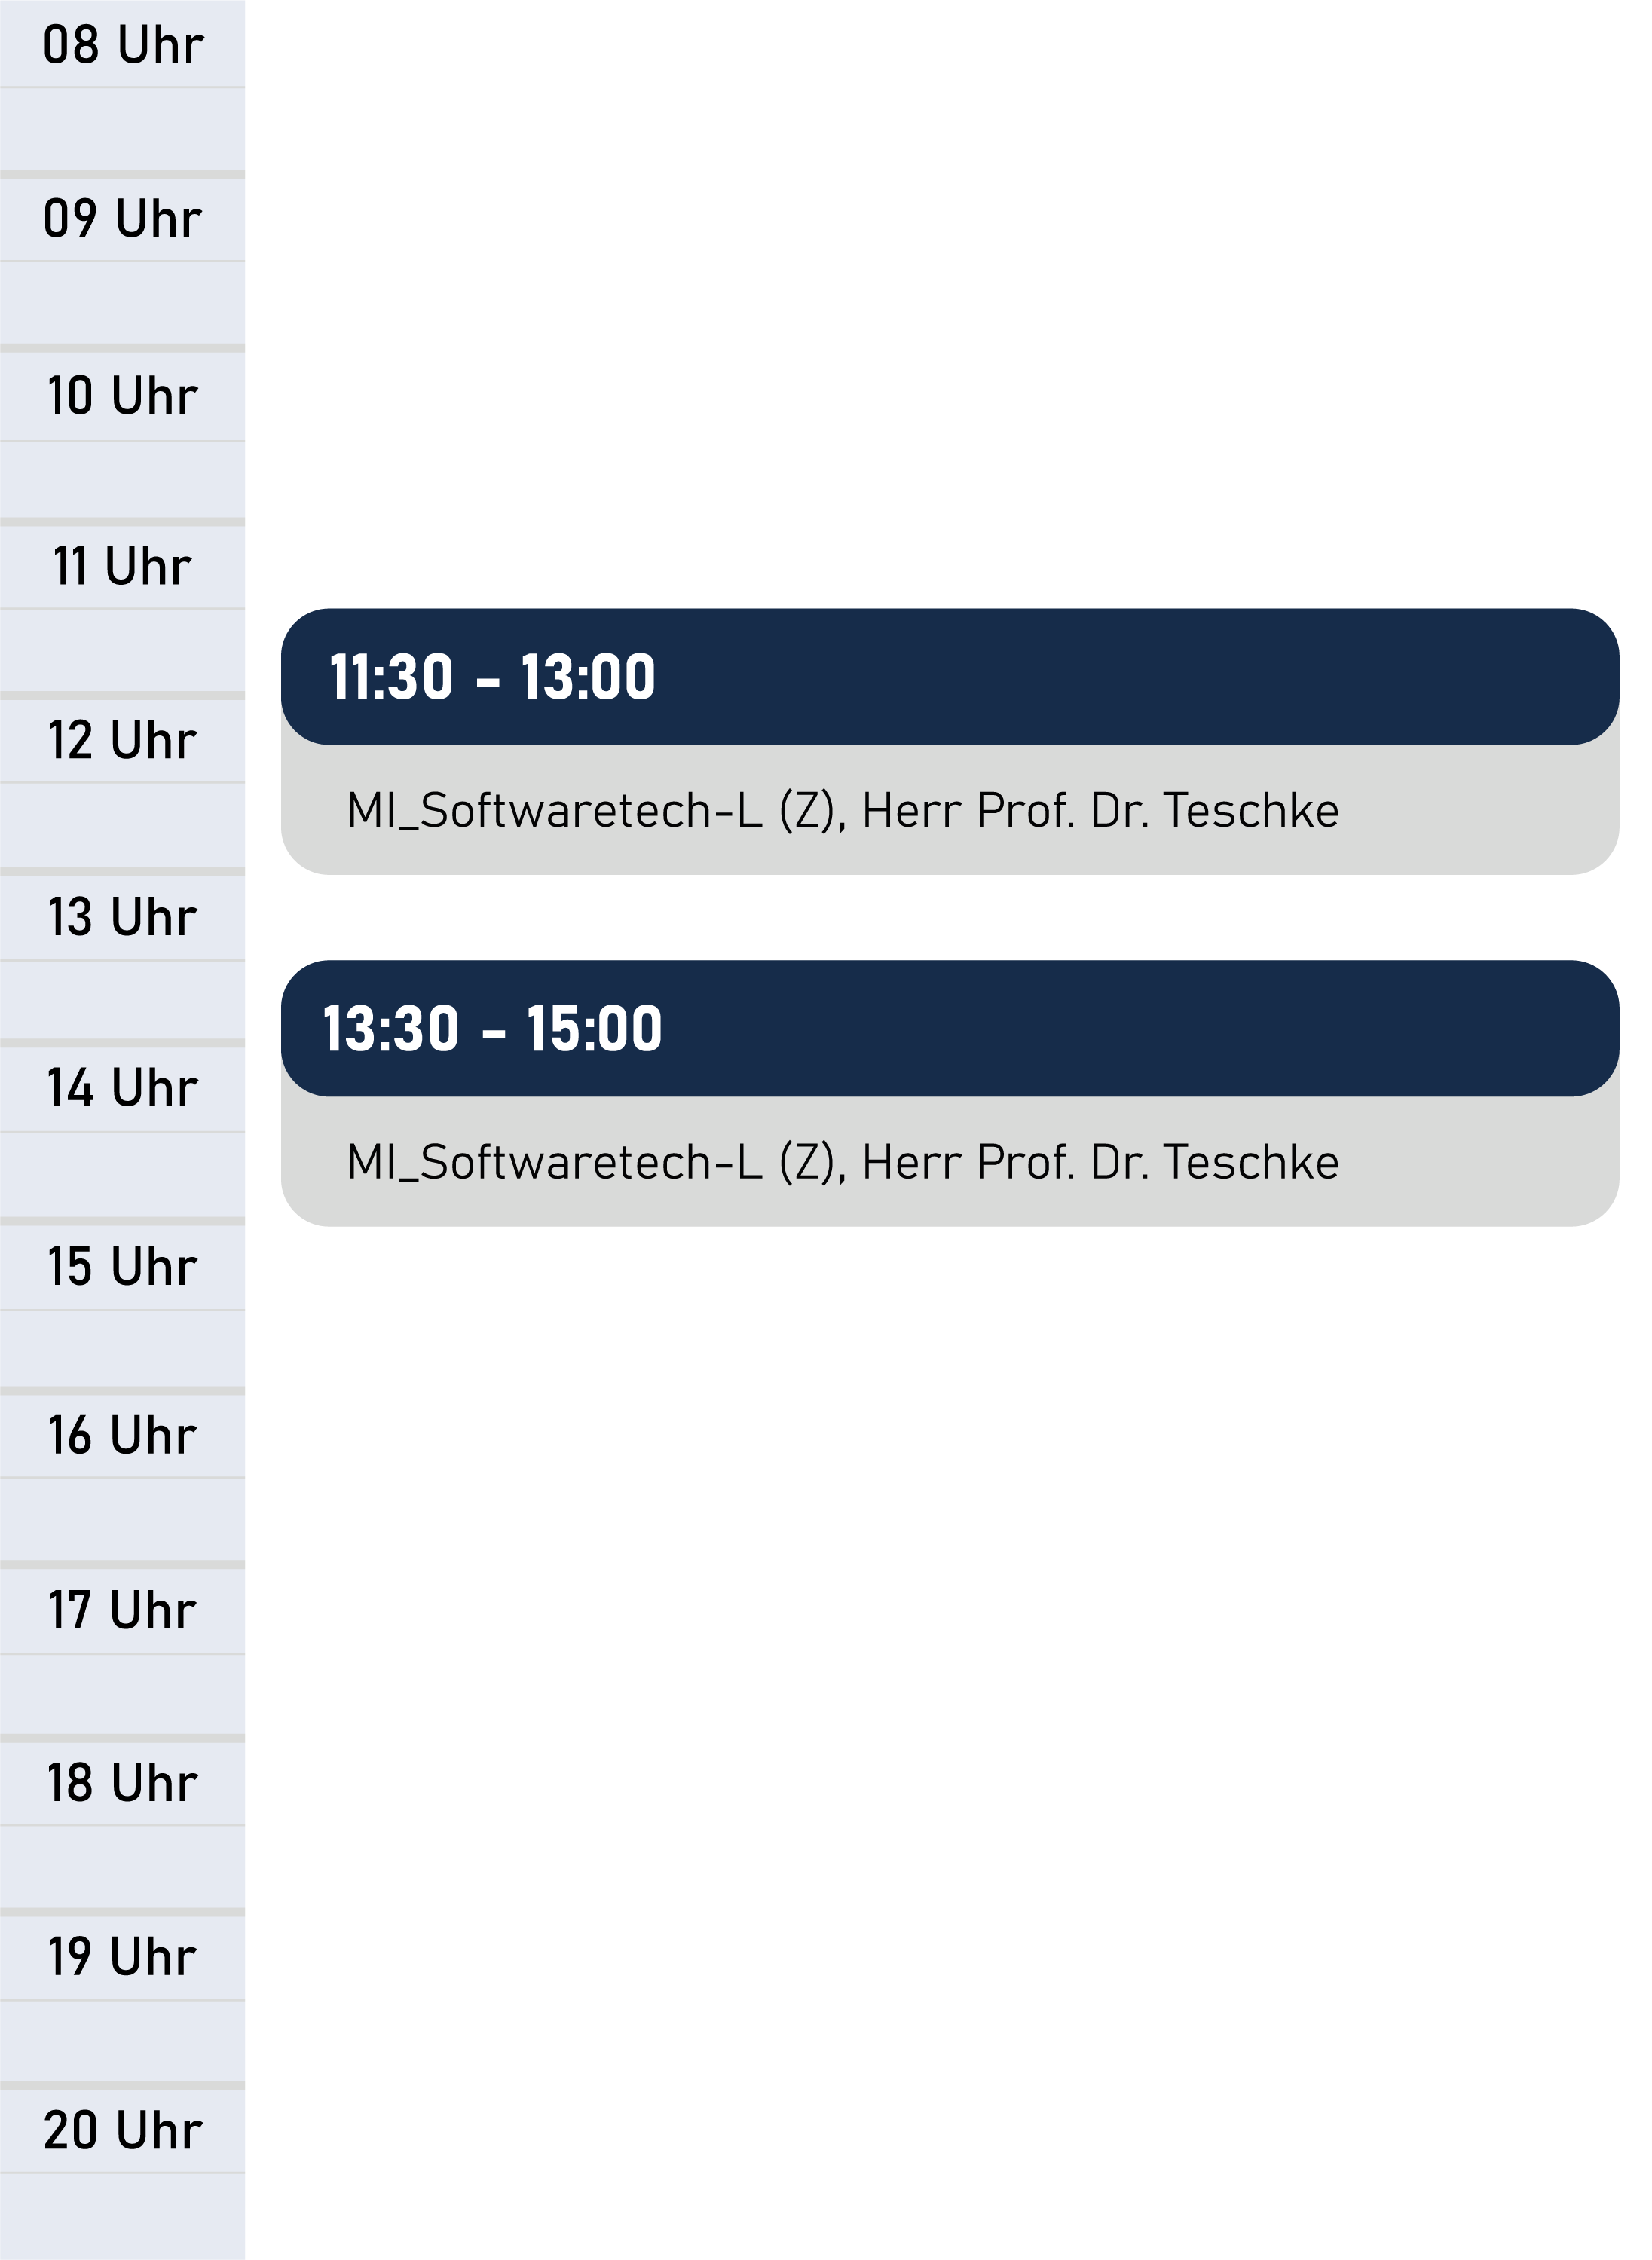 08 Uhr
09 Uhr
10 Uhr
11 Uhr
11:30 - 13:00
12 Uhr
MI_Softwaretech-L (Z), Herr Prof. Dr. Teschke
13 Uhr
13:30 - 15:00
14 Uhr
MI_Softwaretech-L (Z), Herr Prof. Dr. Teschke
15 Uhr
16 Uhr
17 Uhr
18 Uhr
19 Uhr
20 Uhr